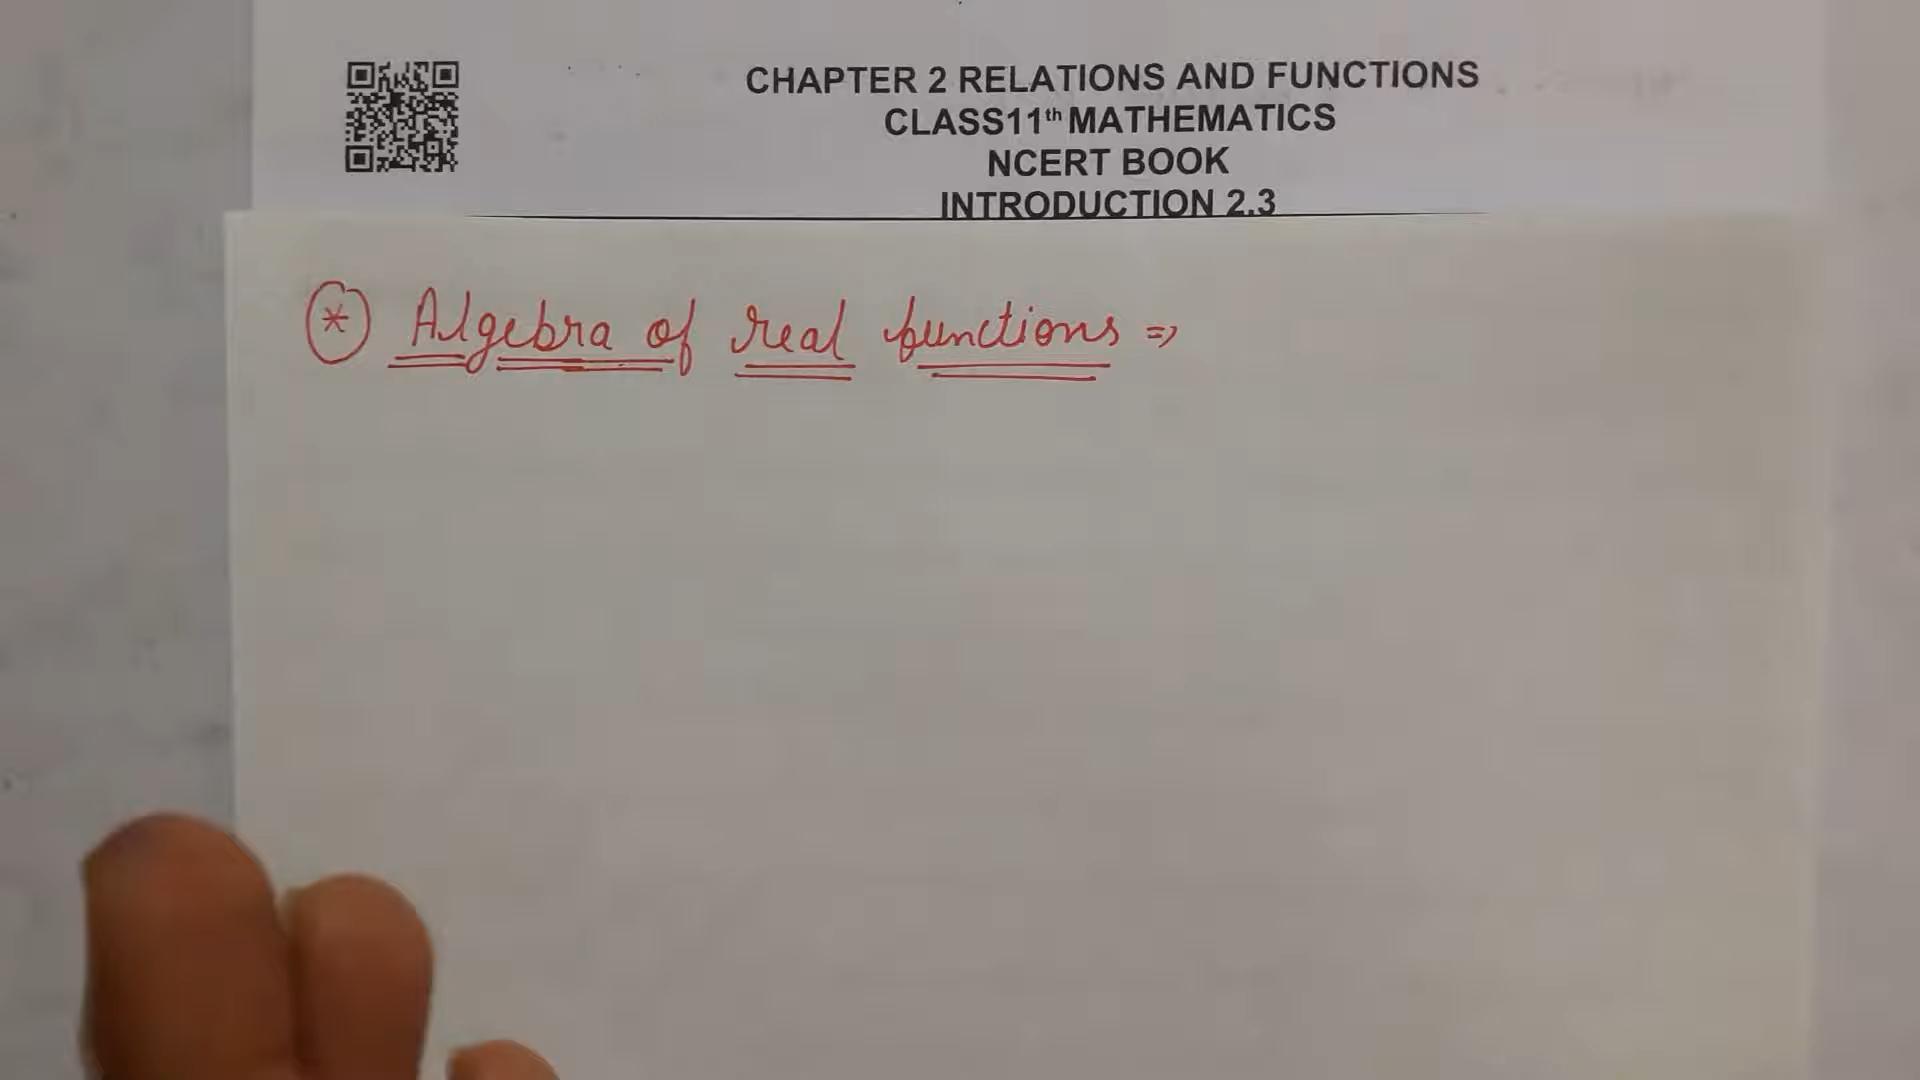 CHAPTER 2 RELATIONS AND FUNCTIONS
CLASS11th MATHEMATICS
NCERT BOOK
INTRODUCTION 2.3
* Algebra of real functions =>